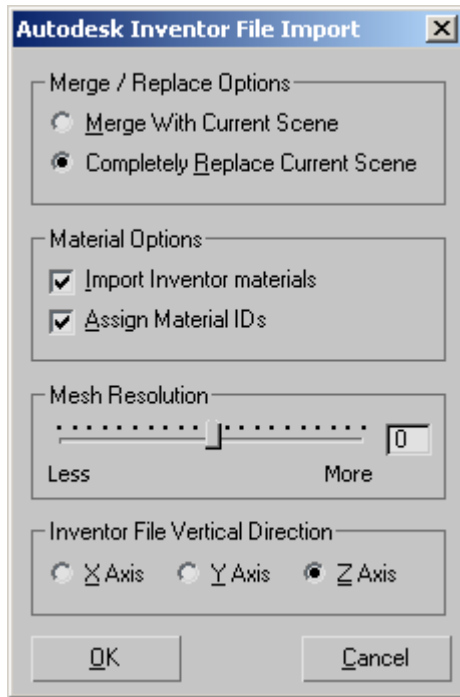 Autodesk Inventor File Import
Merge / Replace Options
Merge With Current Scene
Completely Replace Current Scene
Material Options
Import Inventor materials
Assign Material IDs
Mesh Resolution
0
Less More
Inventor File Vertical Direction
X Axis Y Axis Z Axis
OK Cancel